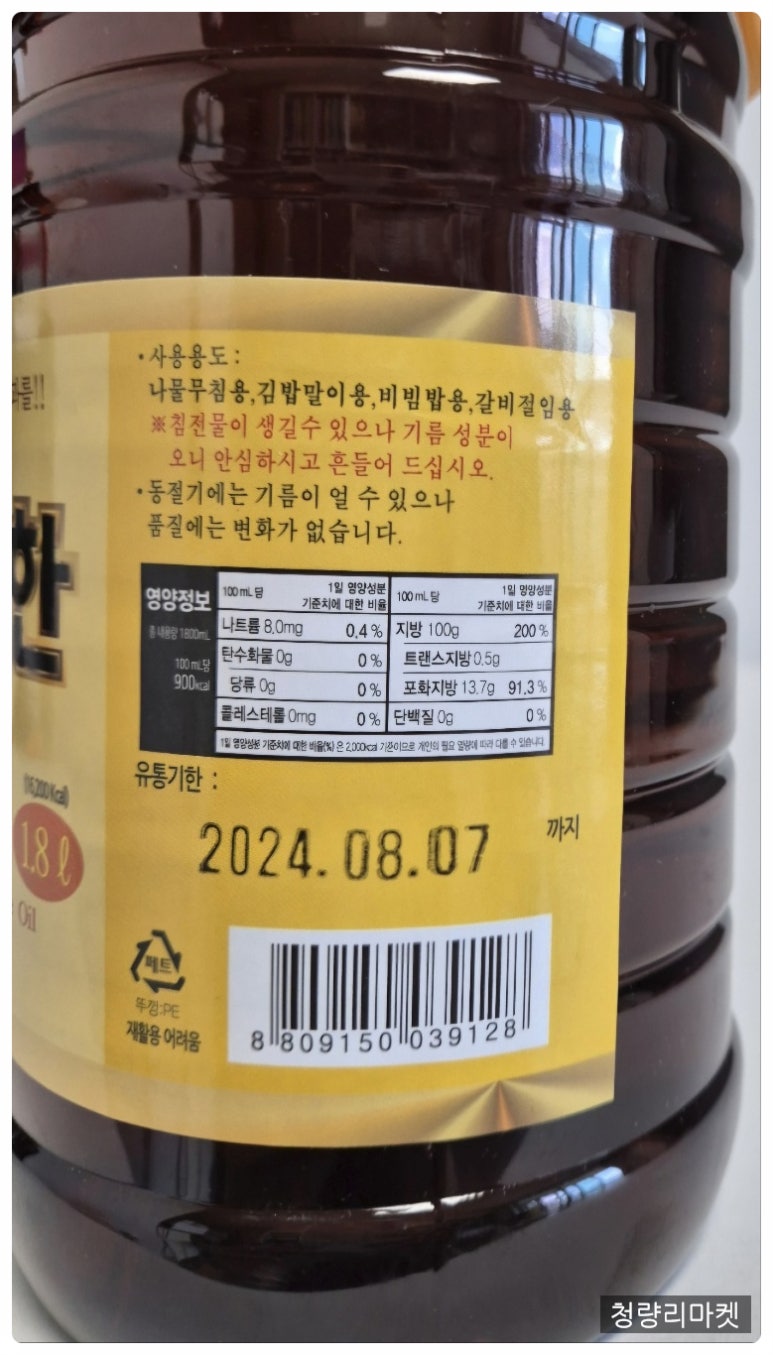 ·사용용도 :
나물무침용,김밥말이용,비빔밥용,갈비절임용
※침전물이 생길수 있으나 기름 성분이
오니 안심하시고 흔들어 드십시오.
·동절기에는 기름이 얼 수 있으나
품질에는 변화가 없습니다.
한
영양정보
총 내용량 1800mL
100 mL당
900kcal
100 mL 당 1일 영양성분 기준치에 대한 비율
나트륨 8.0mg 0.4 %
탄수화물 0g 0 %
당류 0g 0 %
콜레스테롤 0mg 0 %
100 mL 당 1일 영양성분 기준치에 대한 비율
지방 100g 200 %
트랜스지방 0.5g
포화지방 13.7g 91.3 %
단백질 0g 0 %
1일 영양성분 기준치에 대한 비율(%) 은 2,000kcal 기준이므로 개인의 필요 열량에 따라 다를 수 있습니다.
유통기한 :
2024.08.07 까지
(16,200 Kcal)
1.8 ℓ
Oil
페트
뚜껑:PE
재활용 어려움
8 809150 039128
청량리마켓